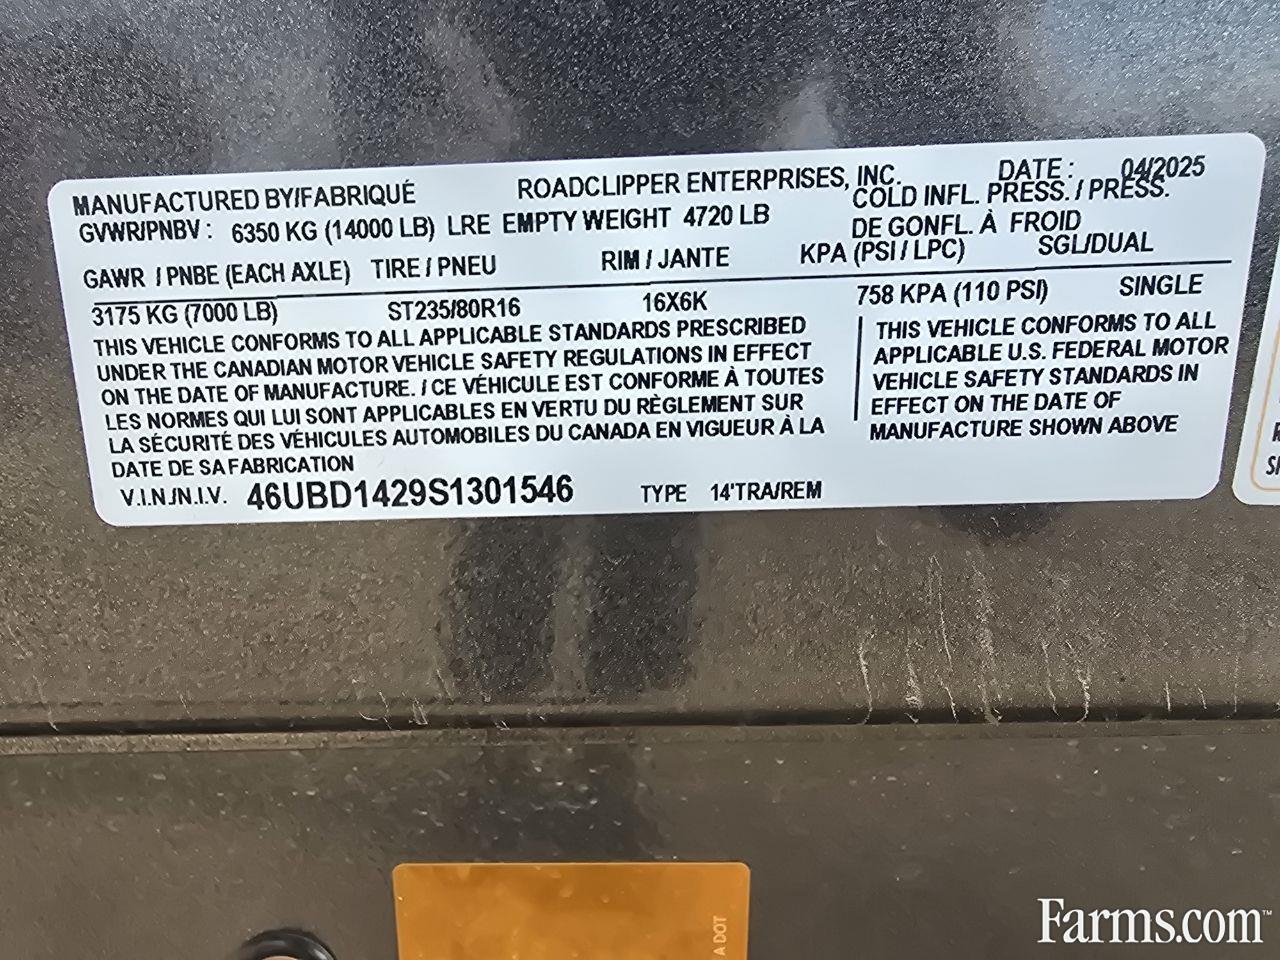 MANUFACTURED BY/FABRIQUÉ ROADCLIPPER ENTERPRISES, INC. DATE : 04/2025
GVWR/PNBV : 6350 KG (14000 LB) LRE EMPTY WEIGHT 4720 LB
COLD INFL. PRESS. / PRESS.
DE GONFL. À FROID
GAWR / PNBE (EACH AXLE) TIRE / PNEU RIM / JANTE KPA (PSI / LPC) SGL/DUAL
3175 KG (7000 LB) ST235/80R16 16X6K 758 KPA (110 PSI) SINGLE
THIS VEHICLE CONFORMS TO ALL APPLICABLE STANDARDS PRESCRIBED
UNDER THE CANADIAN MOTOR VEHICLE SAFETY REGULATIONS IN EFFECT
ON THE DATE OF MANUFACTURE. / CE VÉHICULE EST CONFORME À TOUTES
LES NORMES QUI LUI SONT APPLICABLES EN VERTU DU RÈGLEMENT SUR
LA SÉCURITÉ DES VÉHICULES AUTOMOBILES DU CANADA EN VIGUEUR À LA
DATE DE SA FABRICATION
THIS VEHICLE CONFORMS TO ALL
APPLICABLE U.S. FEDERAL MOTOR
VEHICLE SAFETY STANDARDS IN
EFFECT ON THE DATE OF
MANUFACTURE SHOWN ABOVE
V.I.N./N.I.V. 46UBD1429S1301546 TYPE 14'TRA/REM
A DOT
Farms.com™